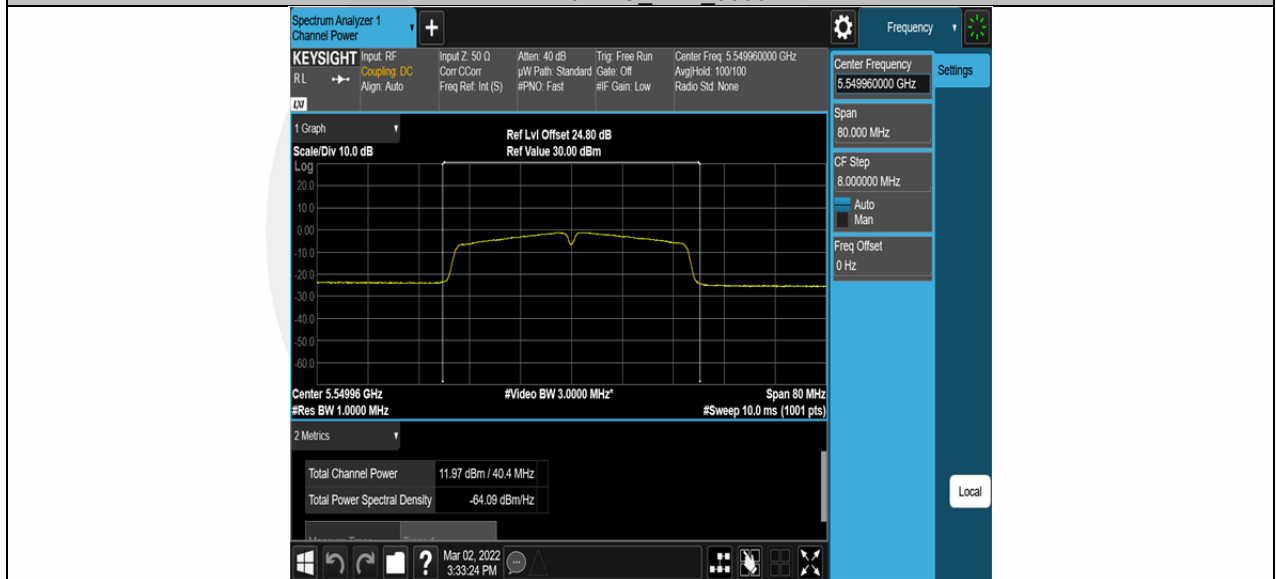 Spectrum Analyzer 1
Channel Power
+
Frequency
KEYSIGHT
RL
LXI
Input: RF
Coupling: DC
Align: Auto
Input Z: 50 Ω
Corr CCorr
Freq Ref: Int (S)
Atten: 40 dB
µW Path: Standard
#PNO: Fast
Trig: Free Run
Gate: Off
#IF Gain: Low
Center Freq: 5.549960000 GHz
Avg|Hold: 100/100
Radio Std: None
Center Frequency
5.549960000 GHz
Settings
Span
80.000 MHz
CF Step
8.000000 MHz
Auto
Man
Freq Offset
0 Hz
1 Graph
Scale/Div 10.0 dB
Ref Lvl Offset 24.80 dB
Ref Value 30.00 dBm
Log
20.0
10.0
0.00
-10.0
-20.0
-30.0
-40.0
-50.0
-60.0
Center 5.54996 GHz
#Video BW 3.0000 MHz*
Span 80 MHz
#Res BW 1.0000 MHz
#Sweep 10.0 ms (1001 pts)
2 Metrics
Total Channel Power 11.97 dBm / 40.4 MHz
Total Power Spectral Density -64.09 dBm/Hz
Local
?
Mar 02, 2022
3:33:24 PM